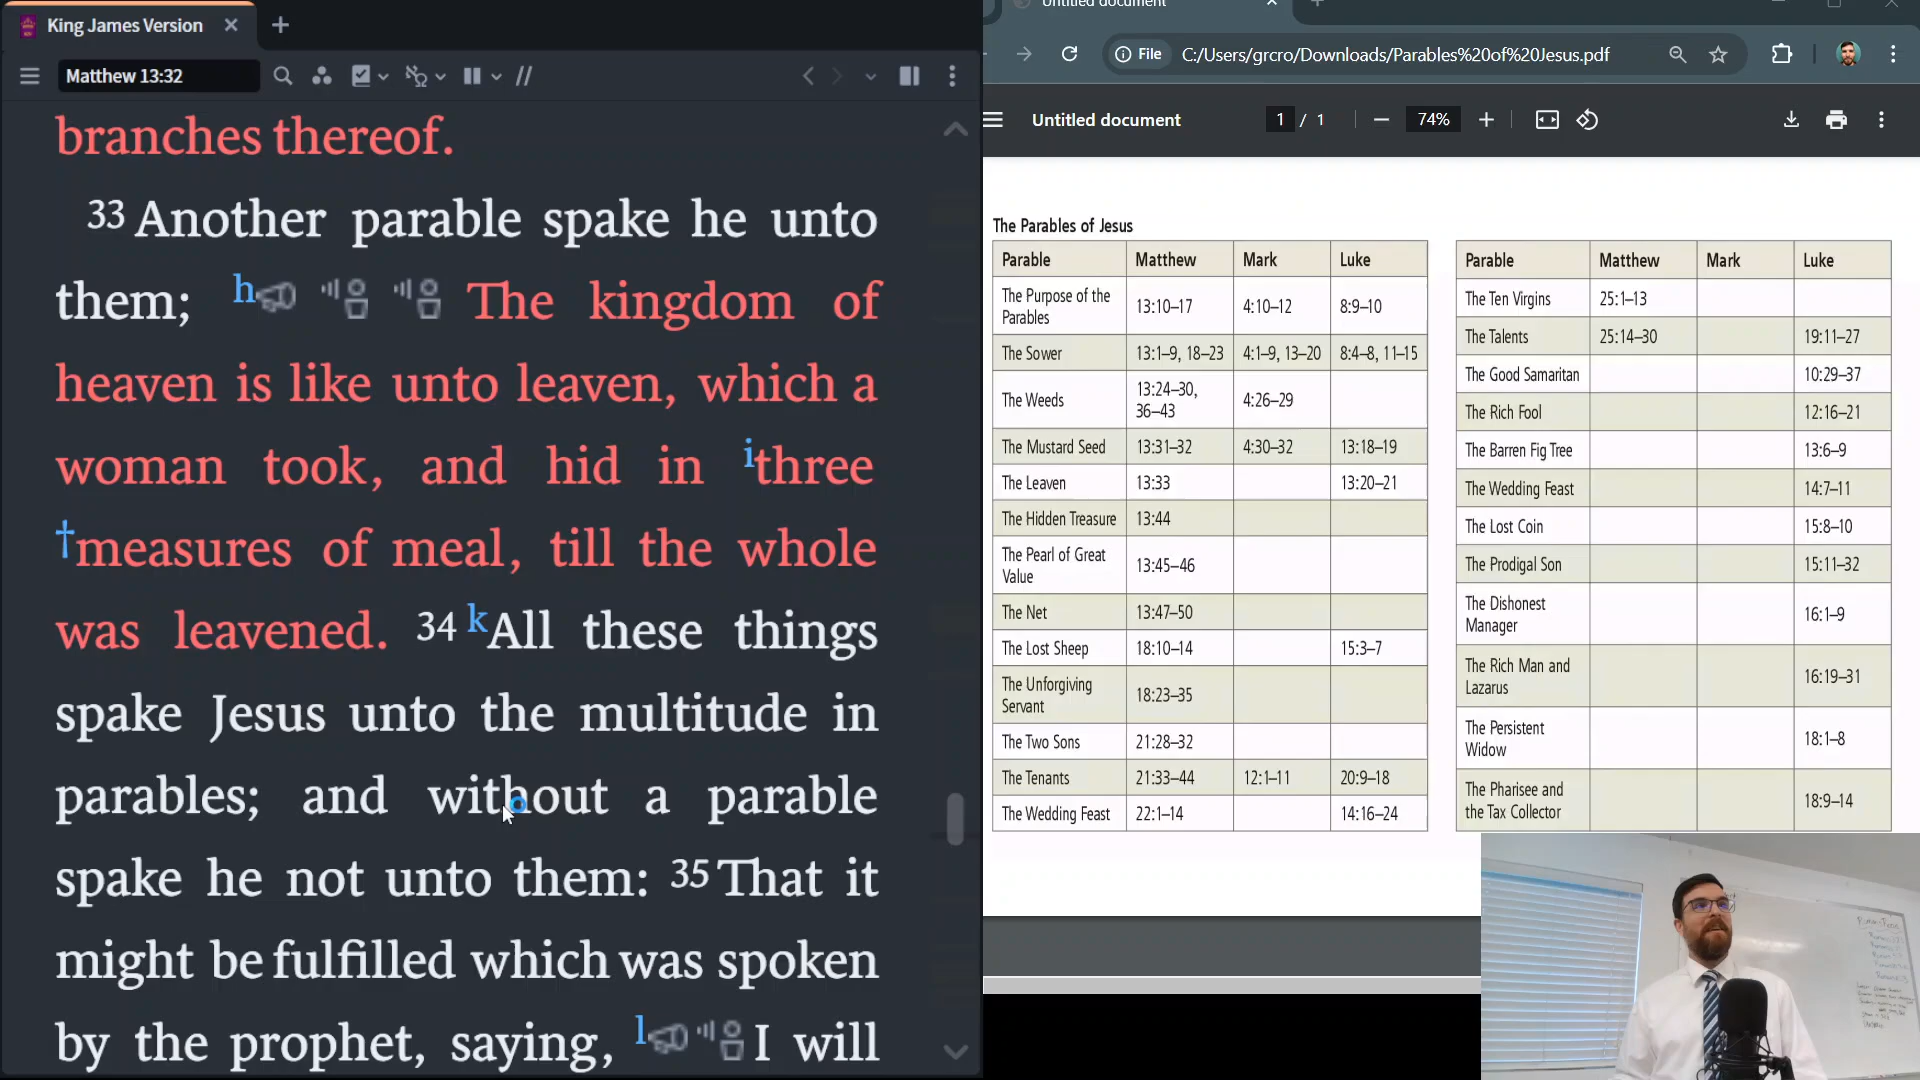 King James Version
Matthew 13:32
branches thereof.
33 Another parable spake he unto
them; h The kingdom of
heaven is like unto leaven, which a
woman took, and hid in i three
†measures of meal, till the whole
was leavened. 34 k All these things
spake Jesus unto the multitude in
parables; and without a parable
spake he not unto them: 35 That it
might be fulfilled which was spoken
by the prophet, saying, l I will
Untitled document
File C:/Users/grcro/Downloads/Parables%20of%20Jesus.pdf
Untitled document 1 / 1 74%
The Parables of Jesus
Parable Matthew Mark Luke
The Purpose of the Parables 13:10–17 4:10–12 8:9–10
The Sower 13:1–9, 18–23 4:1–9, 13–20 8:4–8, 11–15
The Weeds 13:24–30, 36–43 4:26–29
The Mustard Seed 13:31–32 4:30–32 13:18–19
The Leaven 13:33 13:20–21
The Hidden Treasure 13:44
The Pearl of Great Value 13:45–46
The Net 13:47–50
The Lost Sheep 18:10–14 15:3–7
The Unforgiving Servant 18:23–35
The Two Sons 21:28–32
The Tenants 21:33–44 12:1–11 20:9–18
The Wedding Feast 22:1–14 14:16–24
Parable Matthew Mark Luke
The Ten Virgins 25:1–13
The Talents 25:14–30 19:11–27
The Good Samaritan 10:29–37
The Rich Fool 12:16–21
The Barren Fig Tree 13:6–9
The Wedding Feast 14:7–11
The Lost Coin 15:8–10
The Prodigal Son 15:11–32
The Dishonest Manager 16:1–9
The Rich Man and Lazarus 16:19–31
The Persistent Widow 18:1–8
The Pharisee and the Tax Collector 18:9–14